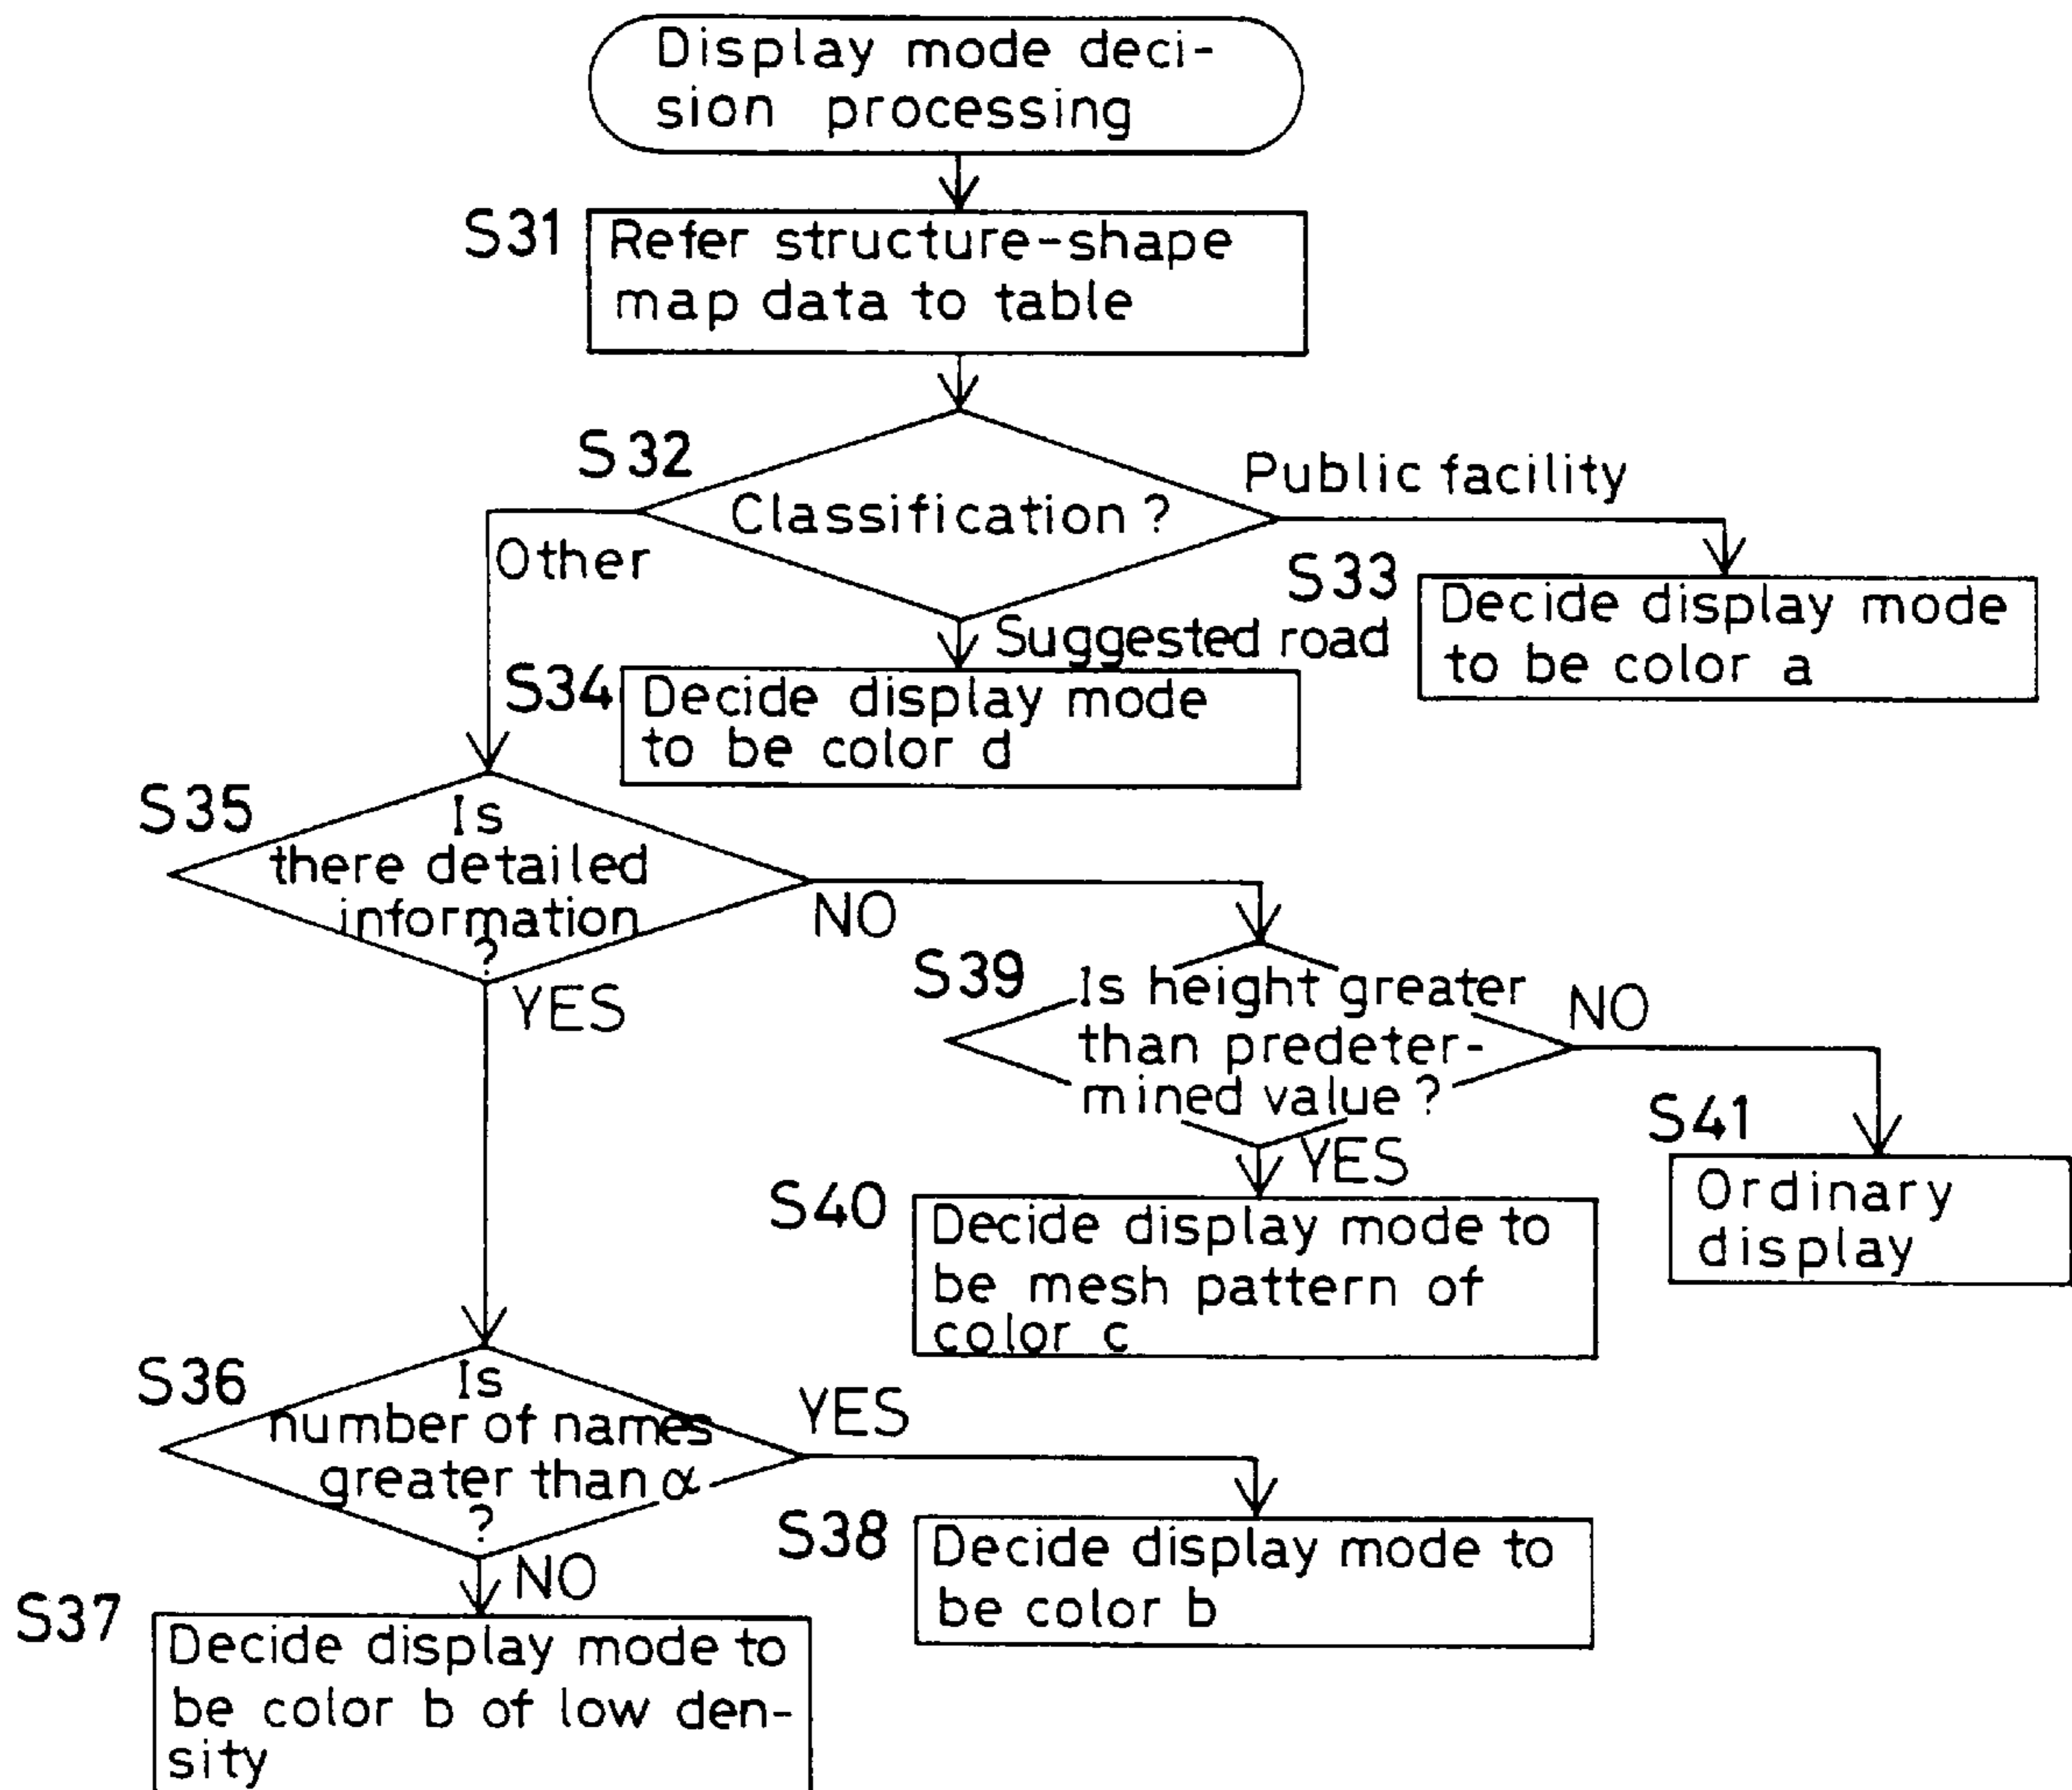 Display mode deci-
sion processing
S31
Refer structure-shape
map data to table
S32
Classification ?
Public facility
Other
S33
Decide display mode
to be color a
Suggested road
S34
Decide display mode
to be color d
S35
Is
there detailed
information
?
NO
YES
S39
Is height greater
than predeter-
mined value ?
NO
YES
S41
Ordinary
display
S40
Decide display mode to
be mesh pattern of
color c
S36
Is
number of names
greater than α
?
YES
NO
S38
Decide display mode to
be color b
S37
Decide display mode to
be color b of low den-
sity